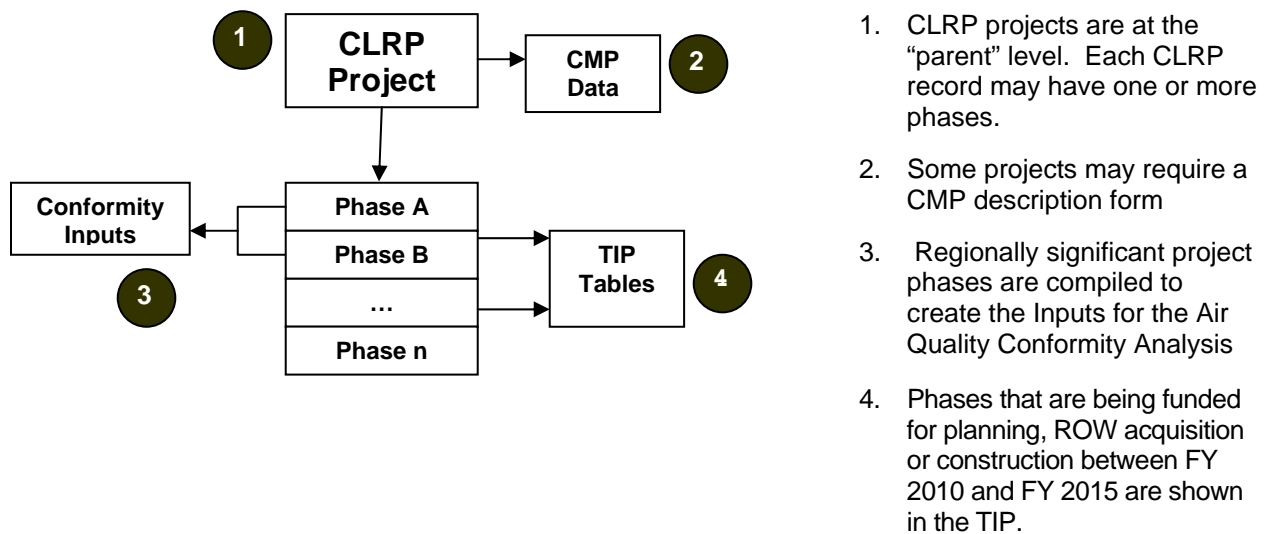 1
CLRP
Project
CMP
Data
2
Conformity
Inputs
3
Phase A
Phase B
…
Phase n
TIP
Tables
4
1. CLRP projects are at the
“parent” level. Each CLRP
record may have one or more
phases.
2. Some projects may require a
CMP description form
3. Regionally significant project
phases are compiled to
create the Inputs for the Air
Quality Conformity Analysis
4. Phases that are being funded
for planning, ROW acquisition
or construction between FY
2010 and FY 2015 are shown
in the TIP.